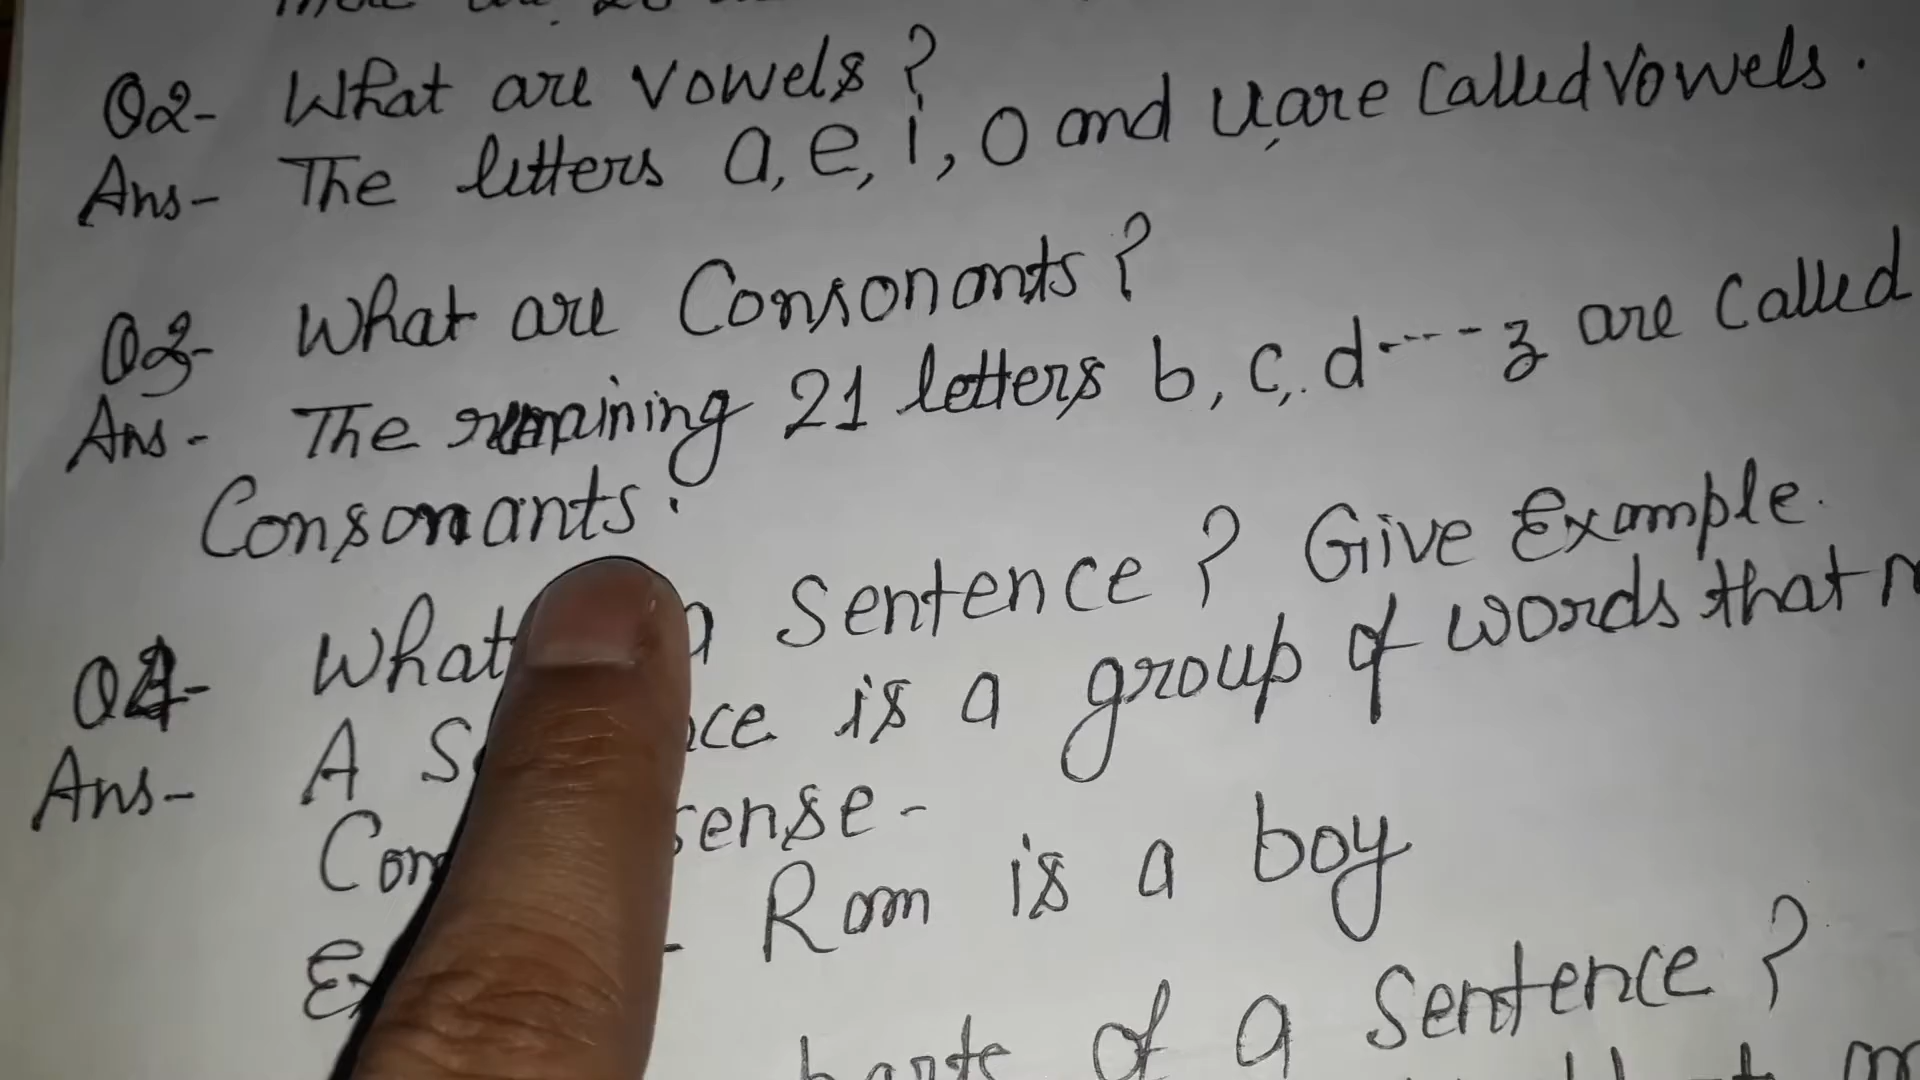 Q2- What are vowels ?
Ans- The letters a, e, i, o and u, are Called Vowels.
Q3- What are Consonants ?
Ans- The remaining 21 letters b, c, d---- z are Called
Consonants.
Q4- What a Sentence ? Give Example.
Ans- A is a group of words that
sense-
Ram is a boy
of a Sentence ?